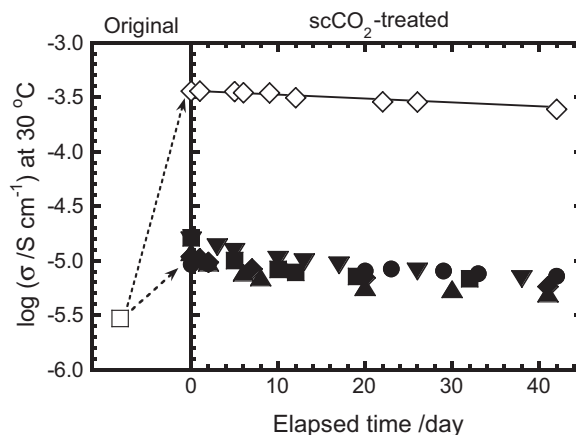 Original scCO₂-treated
-3.0
-3.5
-4.0
-4.5
-5.0
-5.5
-6.0
log (σ /S cm⁻¹) at 30 °C
0 10 20 30 40
Elapsed time /day